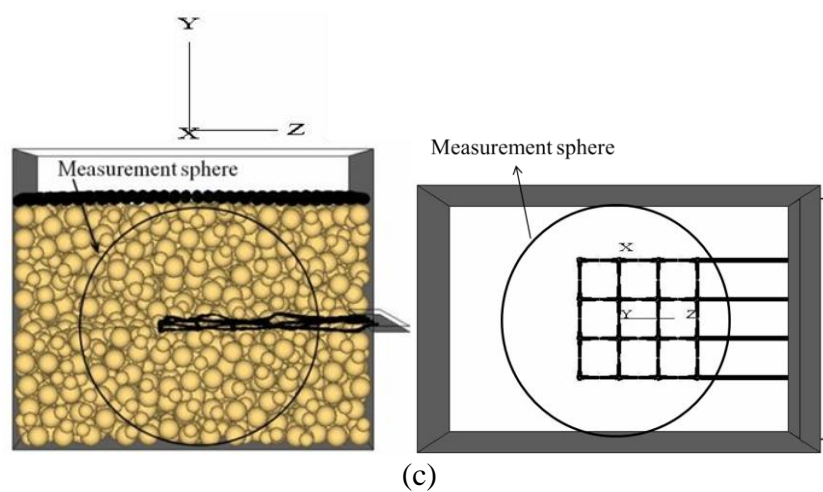 Y
X Z
Measurement sphere
Measurement sphere
X
Y Z
(c)